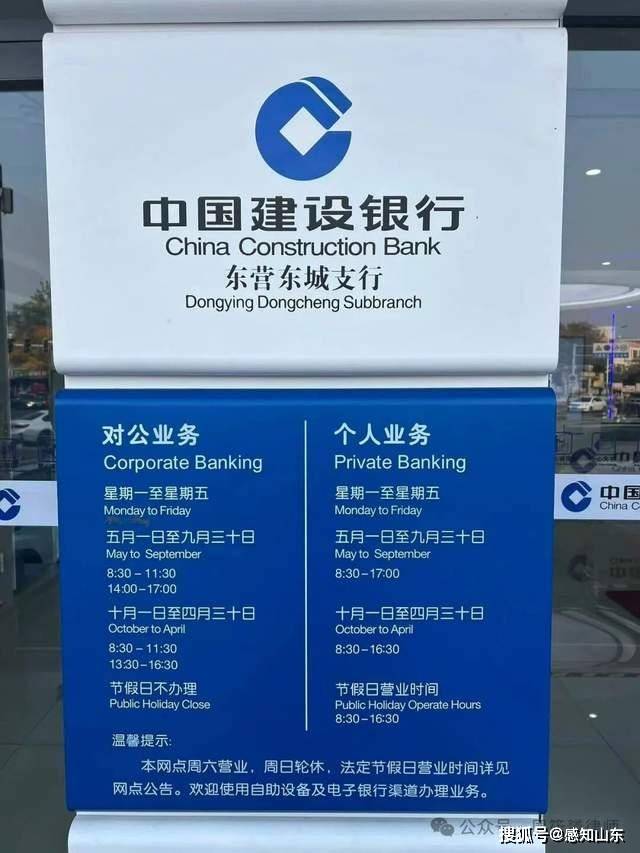 中国建设银行
China Construction Bank
东营东城支行
Dongying Dongcheng Subbranch
对公业务
Corporate Banking
星期一至星期五
Monday to Friday
五月一日至九月三十日
May to September
8:30-11:30
14:00-17:00
十月一日至四月三十日
October to April
8:30-11:30
13:30-16:30
节假日不办理
Public Holiday Close
个人业务
Private Banking
星期一至星期五
Monday to Friday
五月一日至九月三十日
May to September
8:30-17:00
十月一日至四月三十日
October to April
8:30-16:30
节假日营业时间
Public Holiday Operate Hours
8:30-16:30
温馨提示:
本网点周六营业，周日轮休，法定节假日营业时间详见
网点公告。欢迎使用自助设备及电子银行渠道办理业务。
中国
China Co
公众号
搜狐号@感知山东